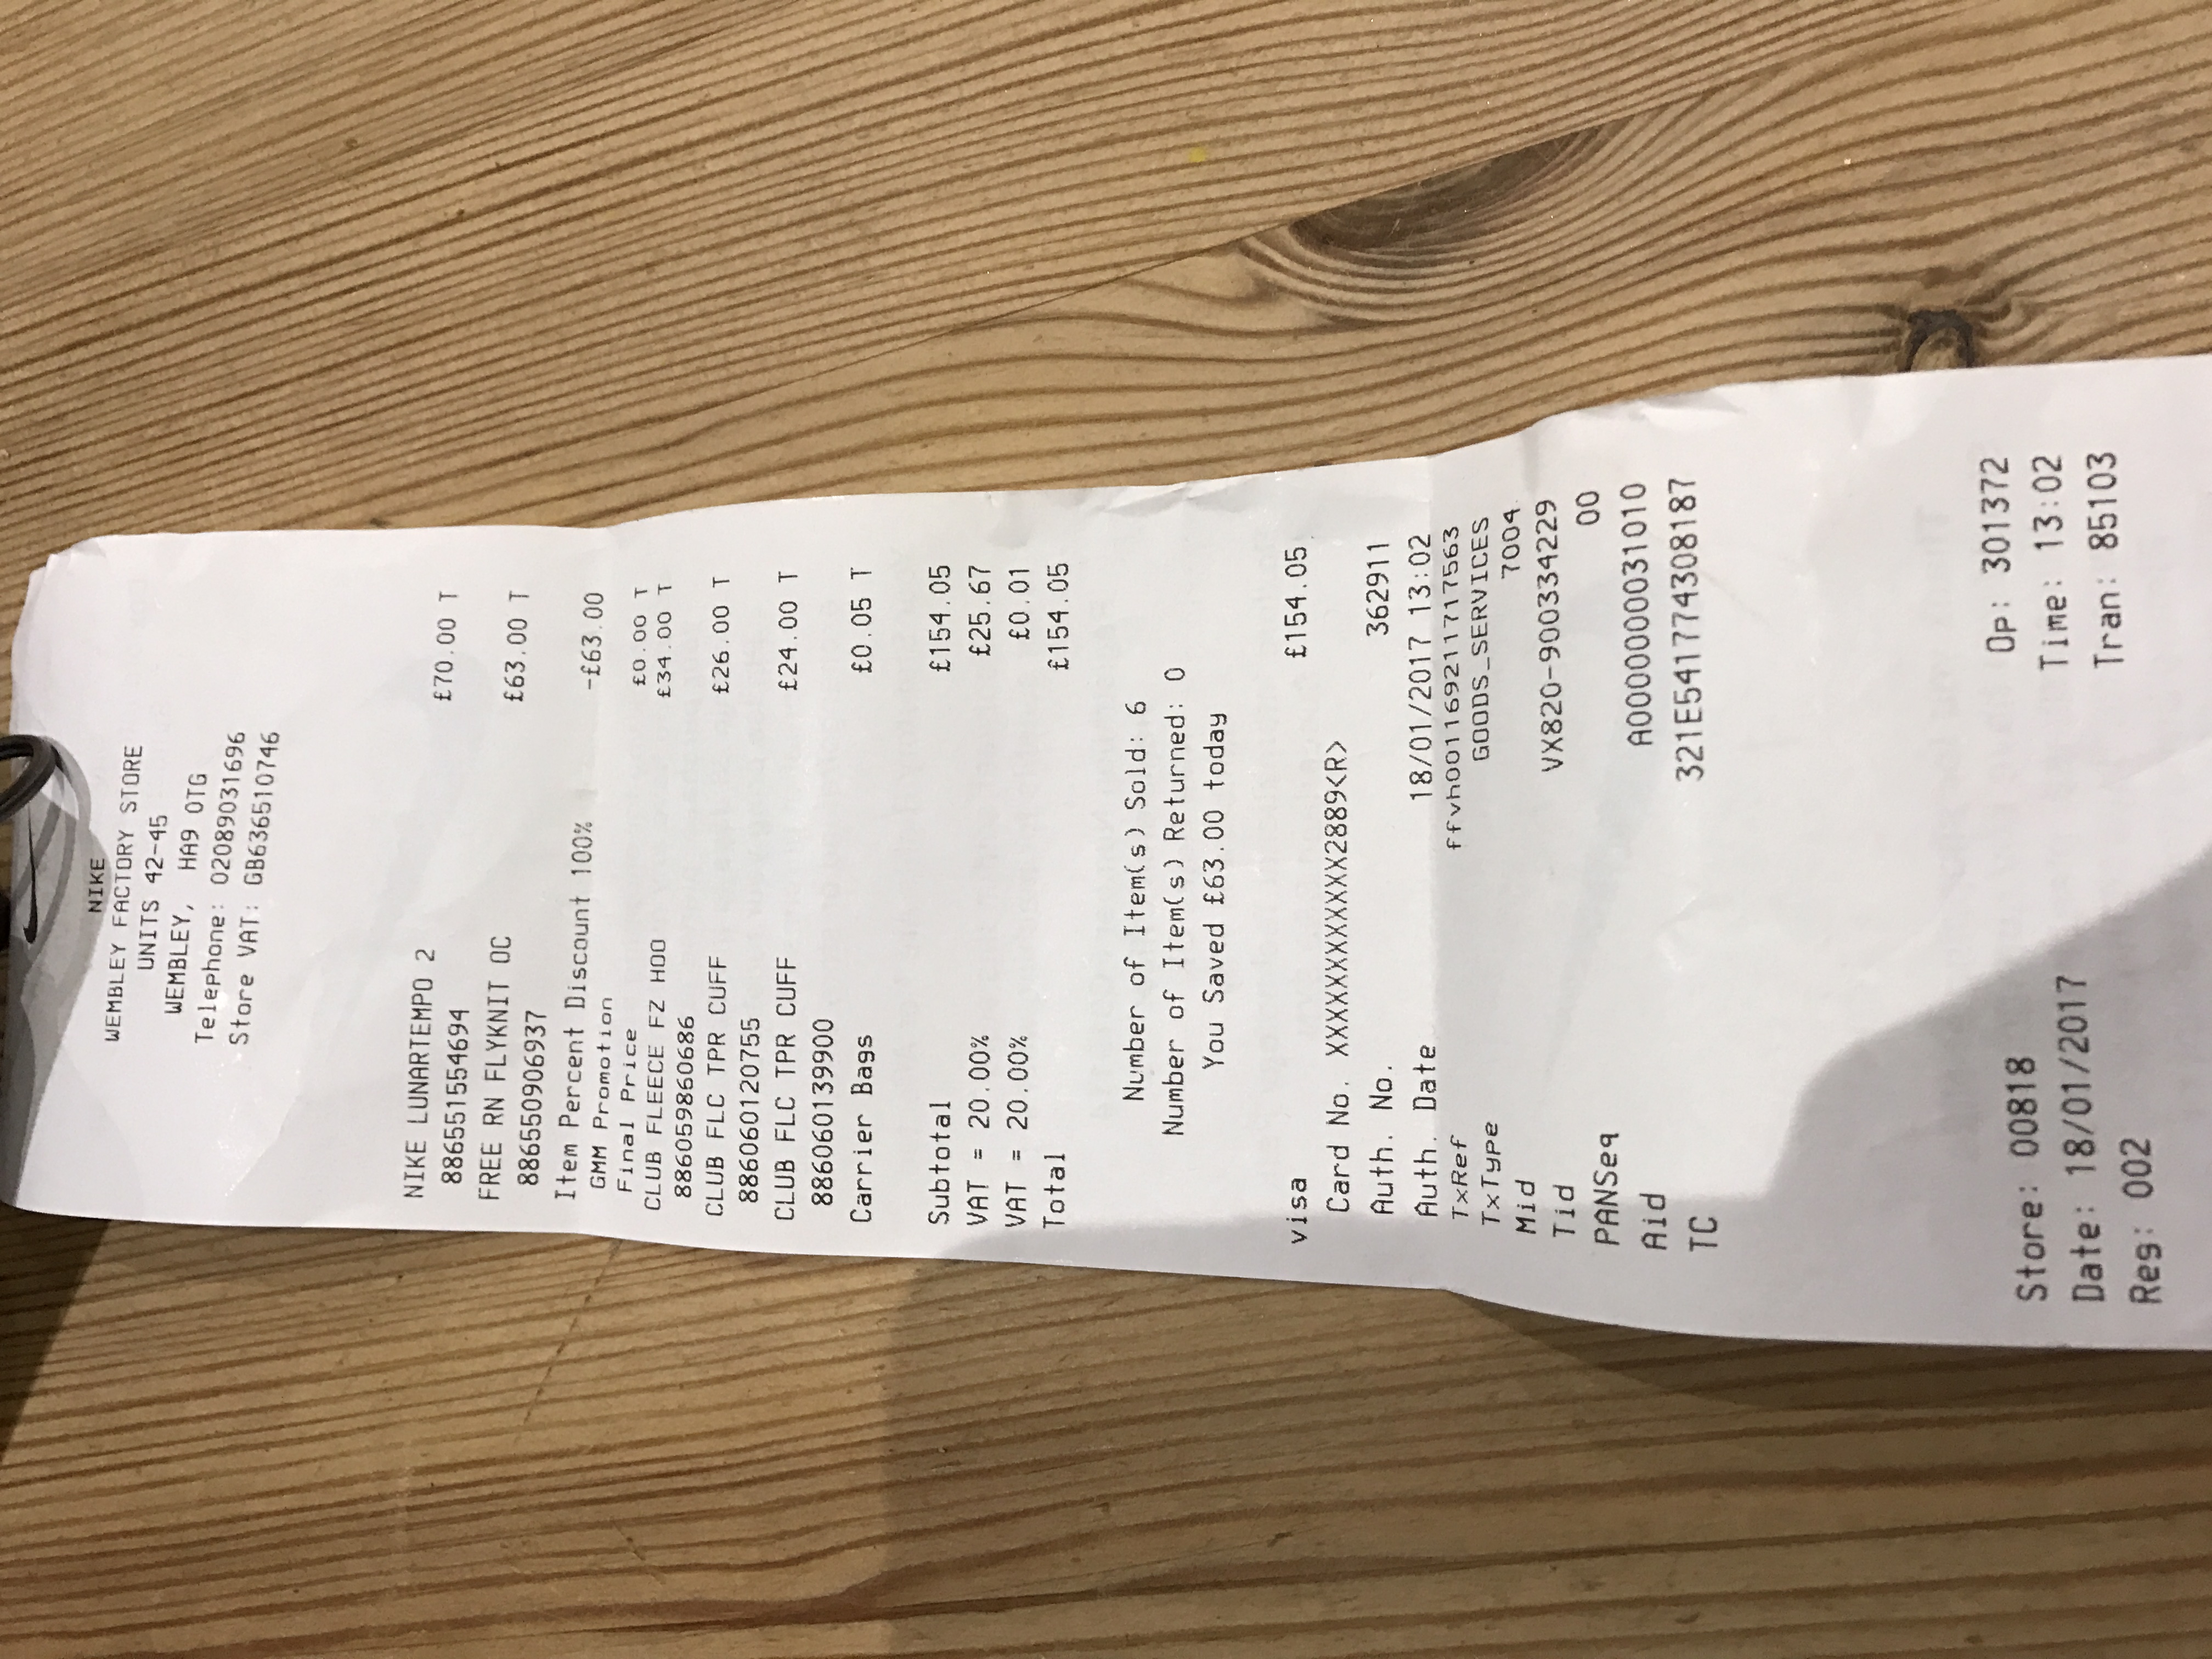 NIKE
WEMBLEY FACTORY STORE
UNITS 42-45
WEMBLEY, HA9 0TG
Telephone: 02089031696
Store VAT: GB636510746
NIKE LUNARTEMPO 2 £70.00 T
886551554694
FREE RN FLYKNIT OC £63.00 T
886550906937
Item Percent Discount 100% -£63.00
GMM Promotion
Final Price £0.00 T
CLUB FLEECE FZ HOO £34.00 T
886059860686
CLUB FLC TPR CUFF £26.00 T
886060120755
CLUB FLC TPR CUFF £24.00 T
886060139900
Carrier Bags £0.05 T
Subtotal £154.05
VAT = 20.00% £25.67
VAT = 20.00% £0.01
Total £154.05
Number of Item(s) Sold: 6
Number of Item(s) Returned: 0
You Saved £63.00 today
visa £154.05
Card No. XXXXXXXXXXXX2889<R>
Auth. No. 362911
Auth. Date 18/01/2017 13:02
TxRef ffvh001169211717563
TxType GOODS_SERVICES
Mid 7004
Tid VX820-900334229
PANSeq 00
Aid A0000000031010
TC 321E541774308187
Store: 00818 Op: 301372
Date: 18/01/2017 Time: 13:02
Reg: 002 Tran: 85103